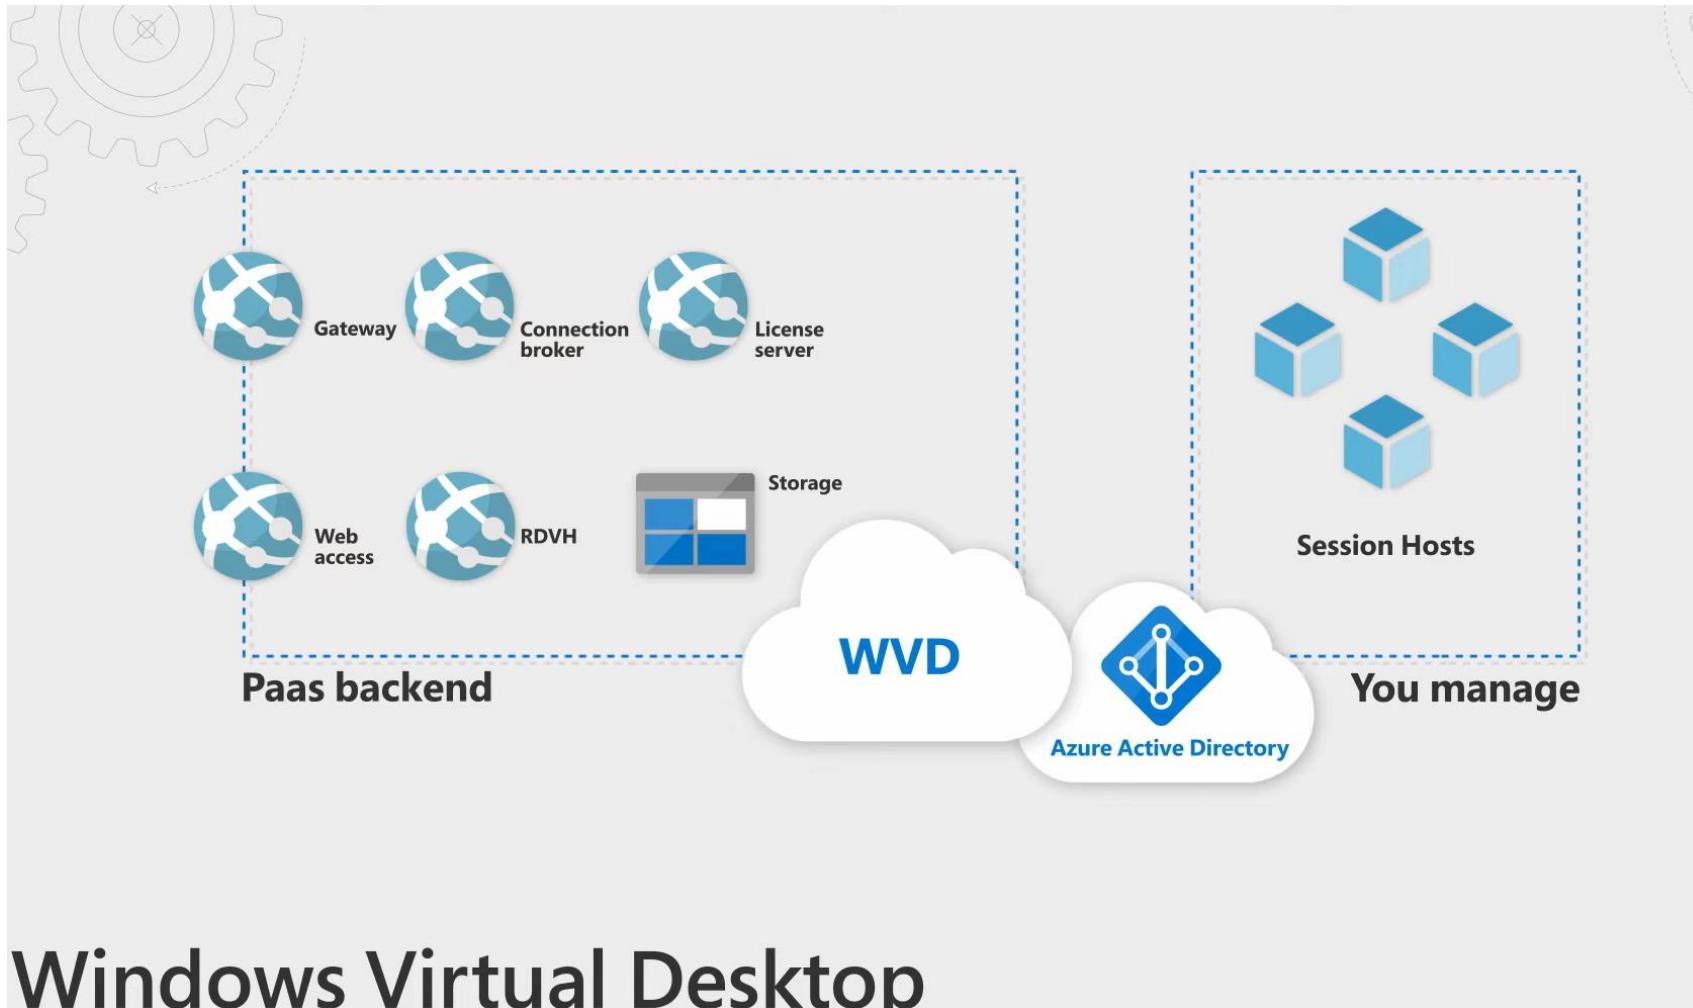 Gateway
Connection
broker
License
server
Web
access
RDVH
Storage
Session Hosts
WVD
Paas backend
You manage
Azure Active Directory
Windows Virtual Desktop